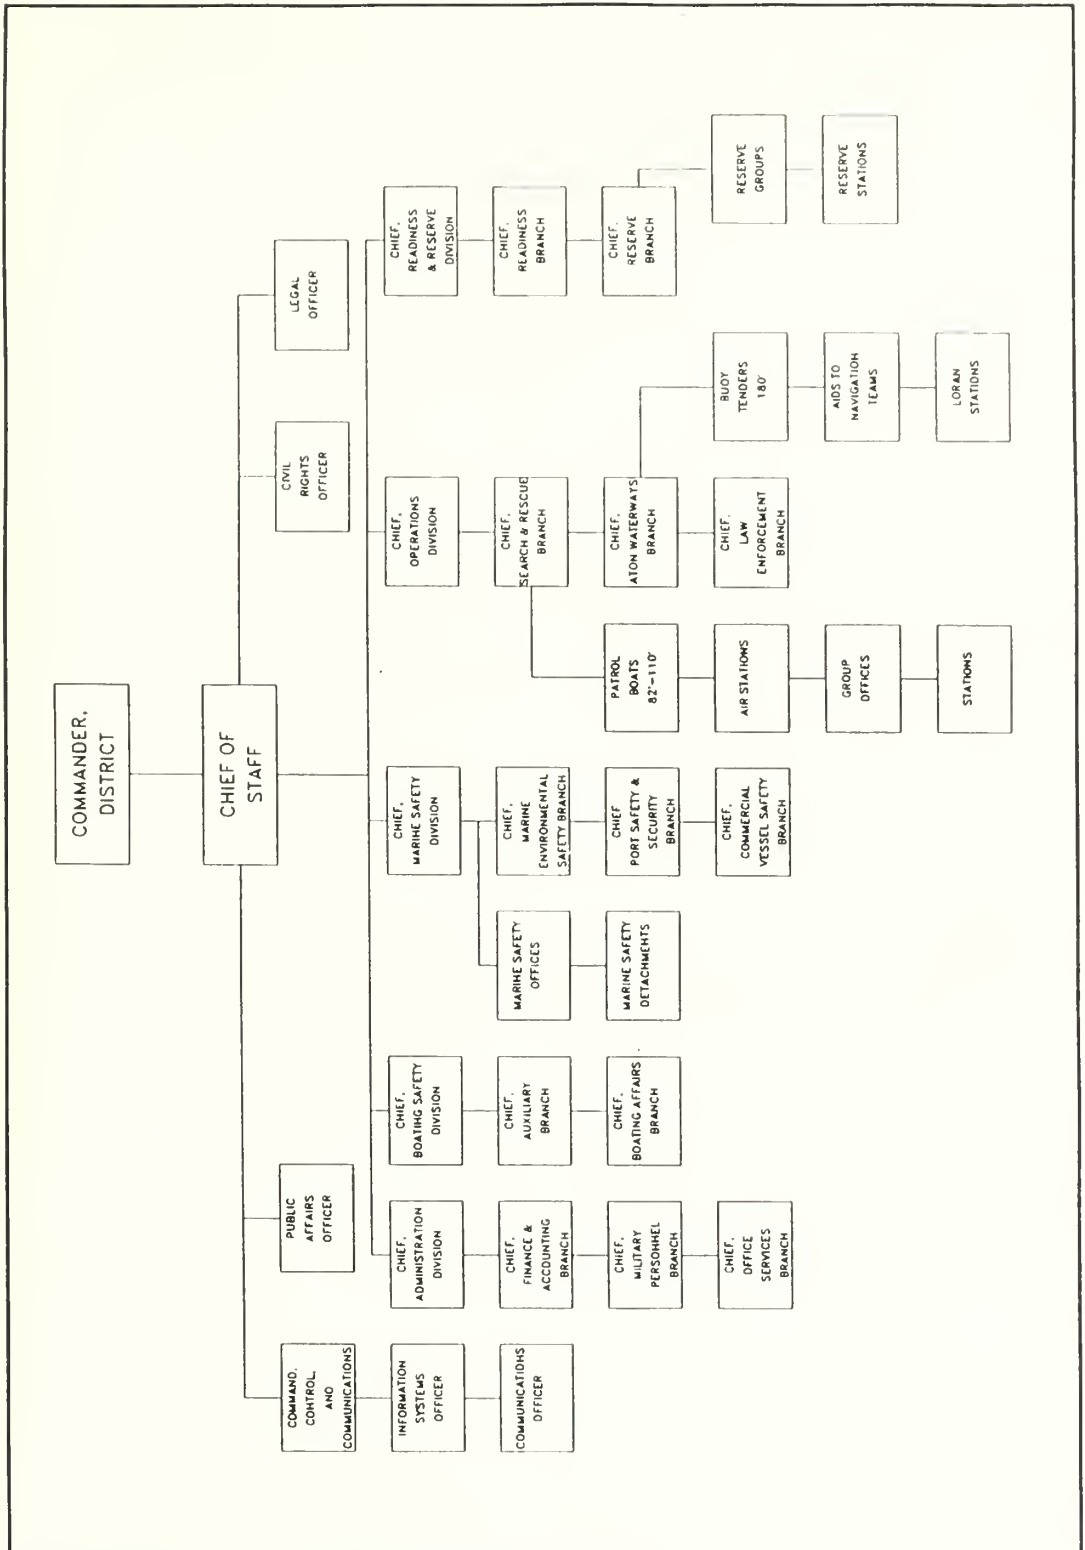 COMMANDER,
DISTRICT
CHIEF OF
STAFF
COMMAND,
CONTROL,
AND
COMMUNICATIONS
PUBLIC
AFFAIRS
OFFICER
CIVIL
RIGHTS
OFFICER
LEGAL
OFFICER
INFORMATION
SYSTEMS
OFFICER
COMMUNICATIONS
OFFICER
CHIEF,
ADMINISTRATION
DIVISION
CHIEF,
FINANCE &
ACCOUNTING
BRANCH
CHIEF,
MILITARY
PERSONNEL
BRANCH
CHIEF,
OFFICE
SERVICES
BRANCH
CHIEF,
BOATING SAFETY
DIVISION
CHIEF,
AUXILIARY
BRANCH
CHIEF,
BOATING AFFAIRS
BRANCH
CHIEF,
MARINE SAFETY
DIVISION
MARINE SAFETY
OFFICES
MARINE SAFETY
DETACHMENTS
CHIEF,
MARINE
ENVIRONMENTAL
SAFETY BRANCH
CHIEF
PORT SAFETY &
SECURITY
BRANCH
CHIEF,
COMMERCIAL
VESSEL SAFETY
BRANCH
CHIEF,
OPERATIONS
DIVISION
CHIEF,
SEARCH & RESCUE
BRANCH
PATROL
BOATS
82'-110'
AIR STATIONS
GROUP
OFFICES
STATIONS
CHIEF,
ATON WATERWAYS
BRANCH
CHIEF,
LAW
ENFORCEMENT
BRANCH
BUOY
TENDERS
180'
AIDS TO
NAVIGATION
TEAMS
LORAN
STATIONS
CHIEF,
READINESS
& RESERVE
DIVISION
CHIEF,
READINESS
BRANCH
CHIEF,
RESERVE
BRANCH
RESERVE
GROUPS
RESERVE
STATIONS